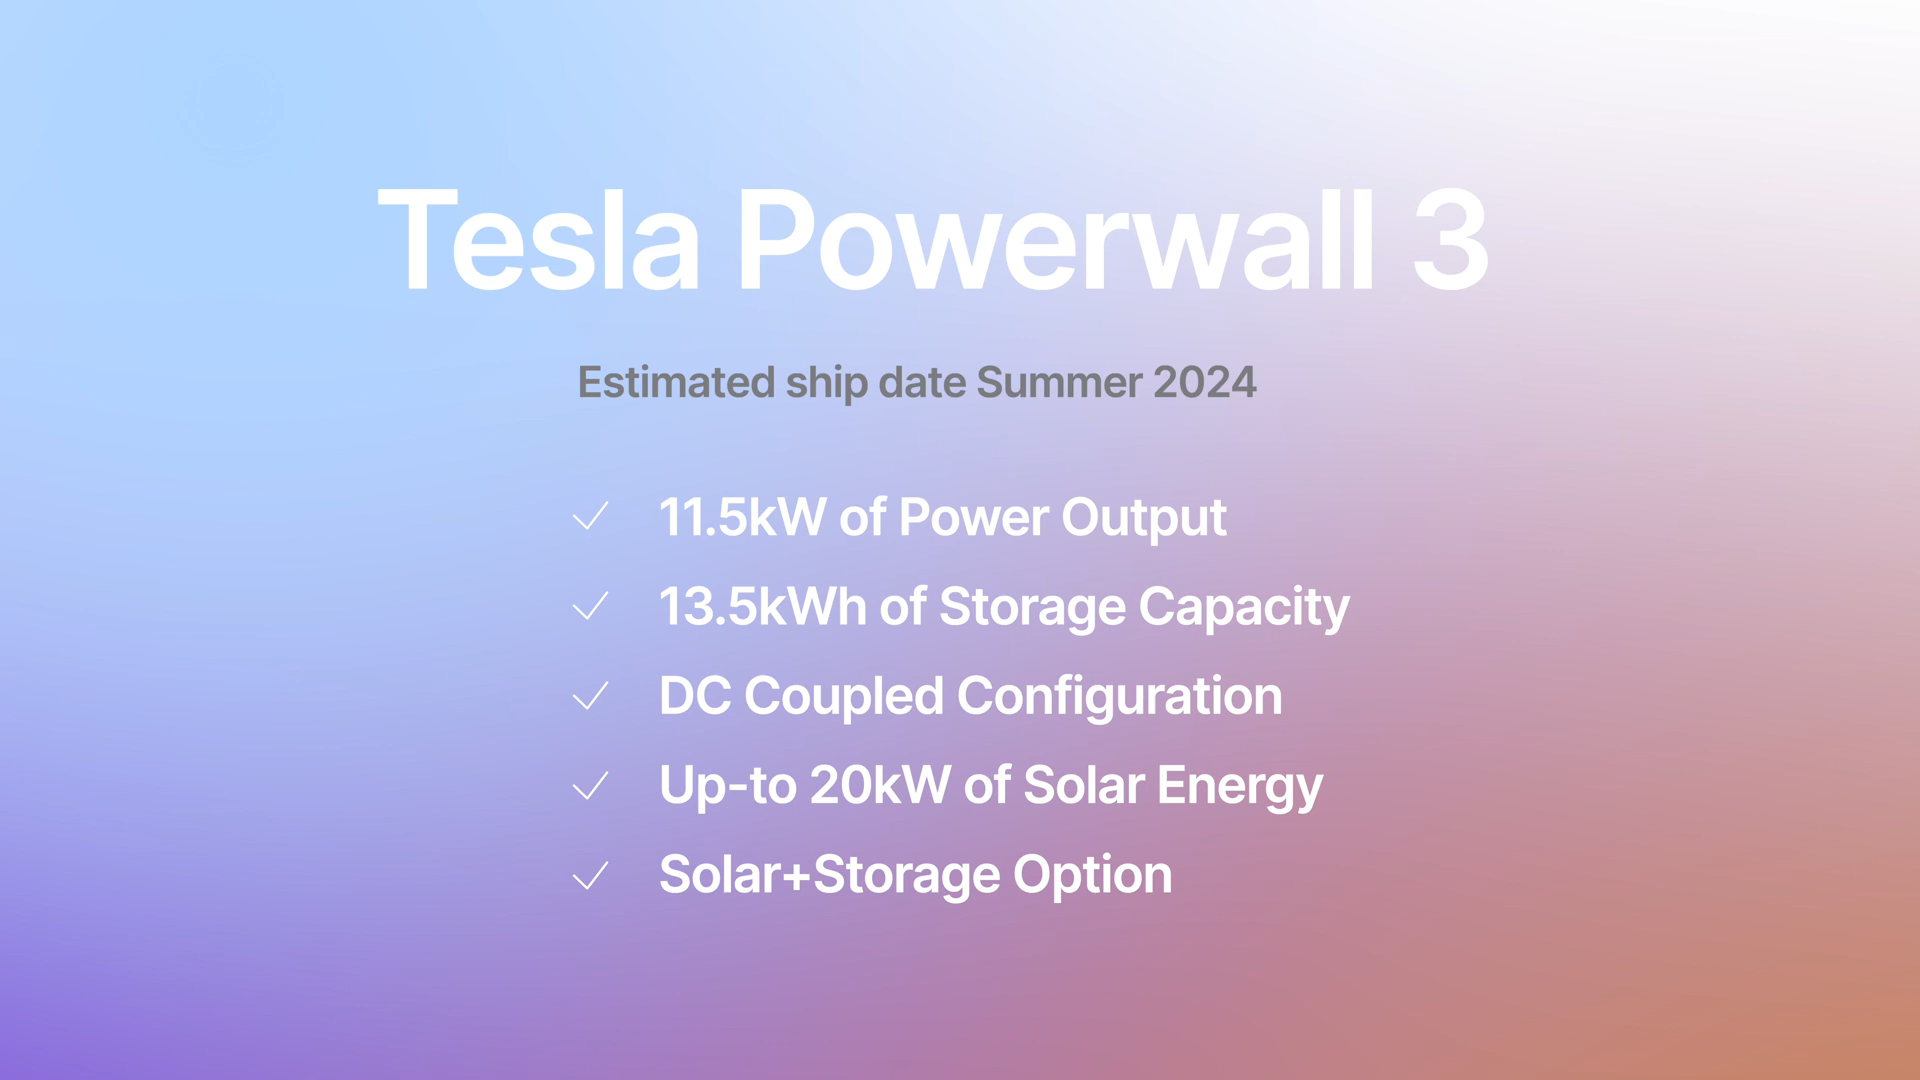 Tesla Powerwall 3
Estimated ship date Summer 2024
11.5kW of Power Output
13.5kWh of Storage Capacity
DC Coupled Configuration
Up-to 20kW of Solar Energy
Solar+Storage Option